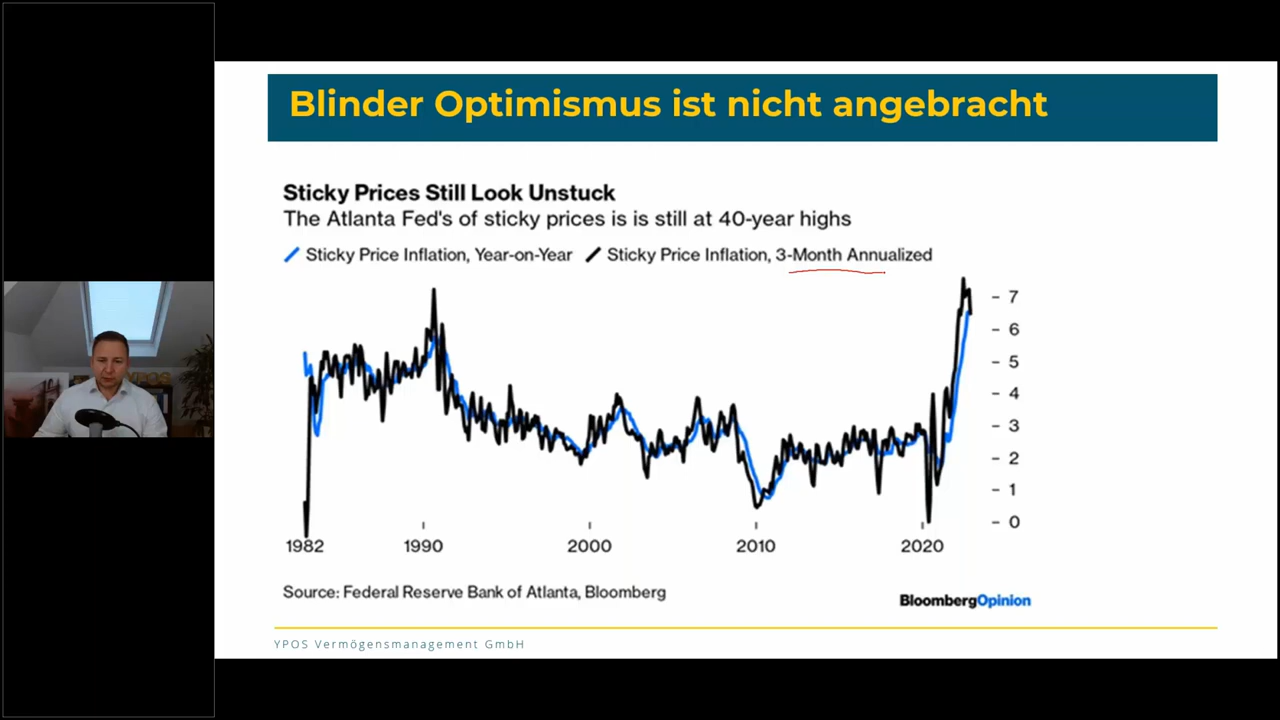 Blinder Optimismus ist nicht angebracht
Sticky Prices Still Look Unstuck
The Atlanta Fed's of sticky prices is is still at 40-year highs
Sticky Price Inflation, Year-on-Year Sticky Price Inflation, 3-Month Annualized
7
6
5
4
3
2
1
0
1982 1990 2000 2010 2020
Source: Federal Reserve Bank of Atlanta, Bloomberg
BloombergOpinion
YPOS Vermögensmanagement GmbH
YPOS